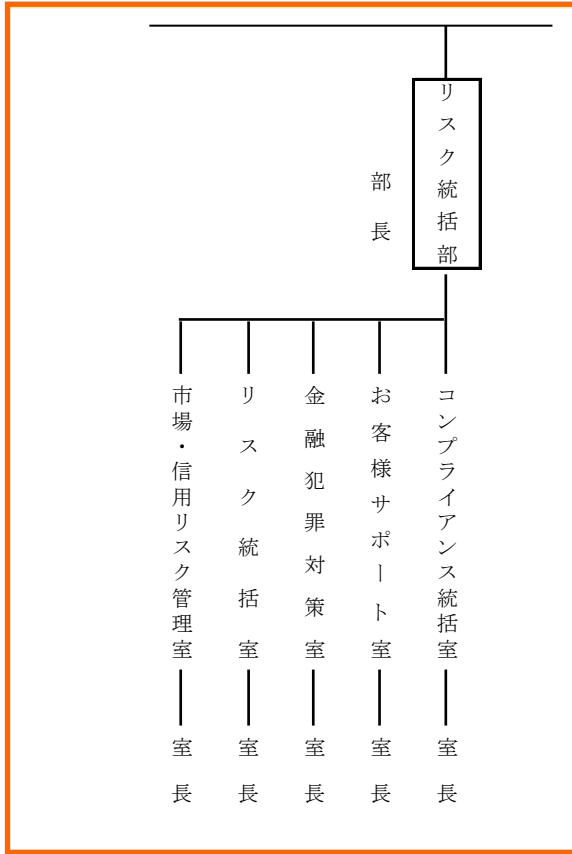 リスク統括部
部長
コンプライアンス統括室
お客様サポート室
金融犯罪対策室
リスク統括室
市場・信用リスク管理室
室長
室長
室長
室長
室長